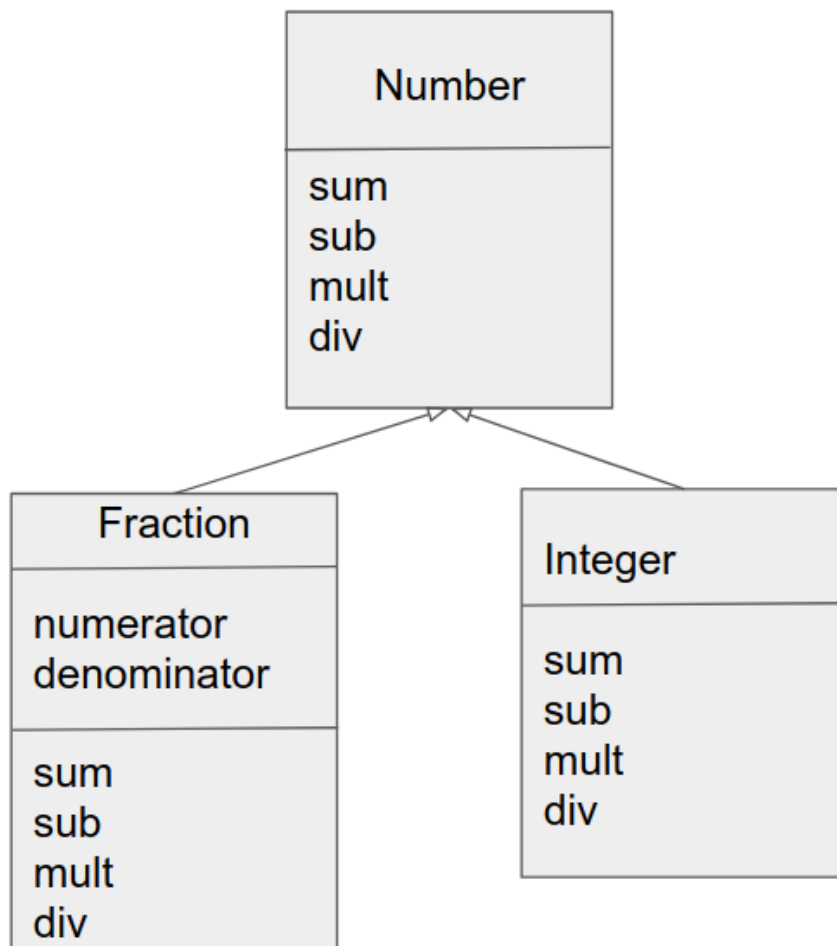 Number
sum
sub
mult
div
Fraction
numerator
denominator
sum
sub
mult
div
Integer
sum
sub
mult
div